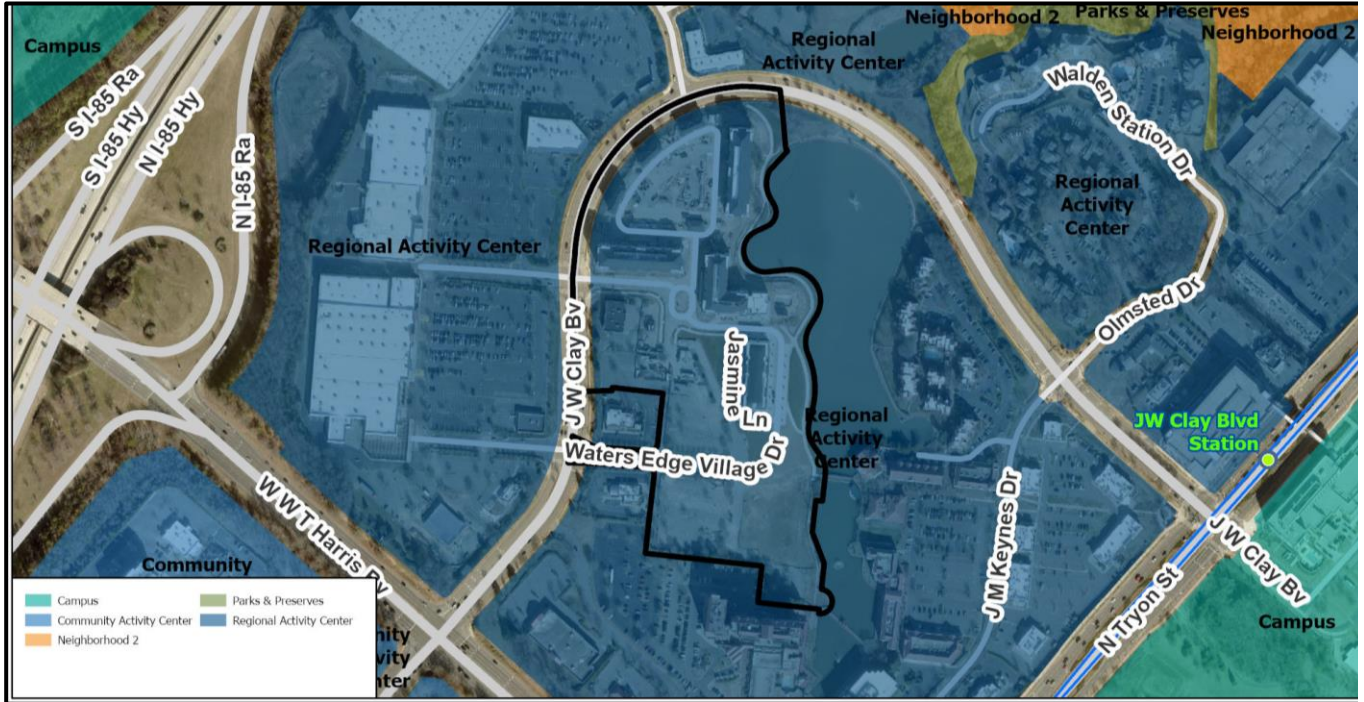 Campus
S I-85 Ra
S I-85 Hy
N I-85 Hy
N I-85 Ra
Regional
Activity Center
Neighborhood 2
Parks & Preserves
Neighborhood 2
Walden Station Dr
Regional
Activity
Center
Regional Activity Center
J W Clay Bv
Jasmine
Ln
Waters Edge Village Dr
Regional
Activity
Center
Olmsted Dr
JW Clay Blvd
Station
J M Keynes Dr
J W Clay Bv
N Tryon St
Campus
W W T Harris Bv
Community
nity
vity
nter
Campus
Community Activity Center
Neighborhood 2
Parks & Preserves
Regional Activity Center